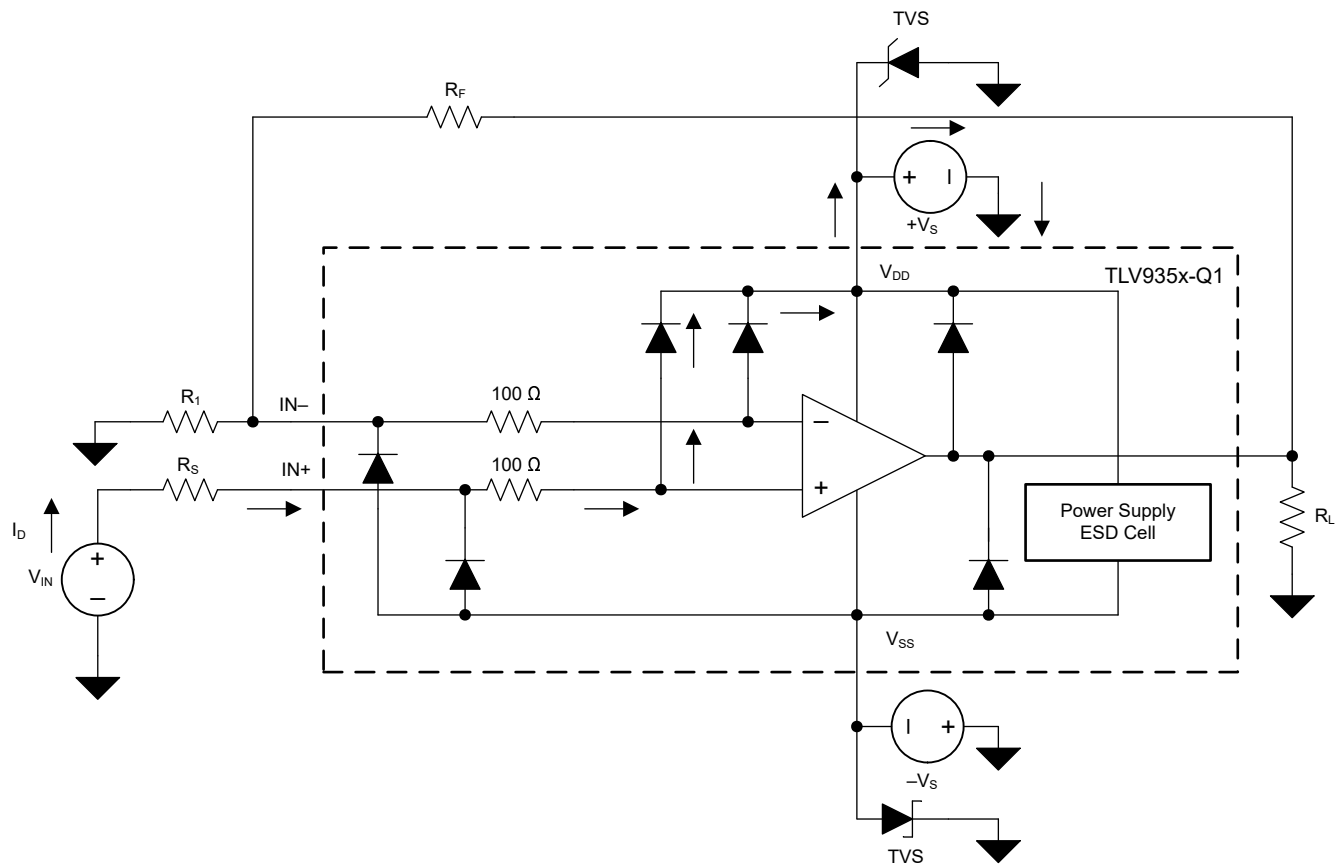 TVS
R_F
+ –
+V_S
V_DD
TLV935x-Q1
R_1
IN–
100 Ω
–
R_S
IN+
100 Ω
+
Power Supply
ESD Cell
R_L
I_D
V_IN
+
–
V_SS
– +
–V_S
TVS